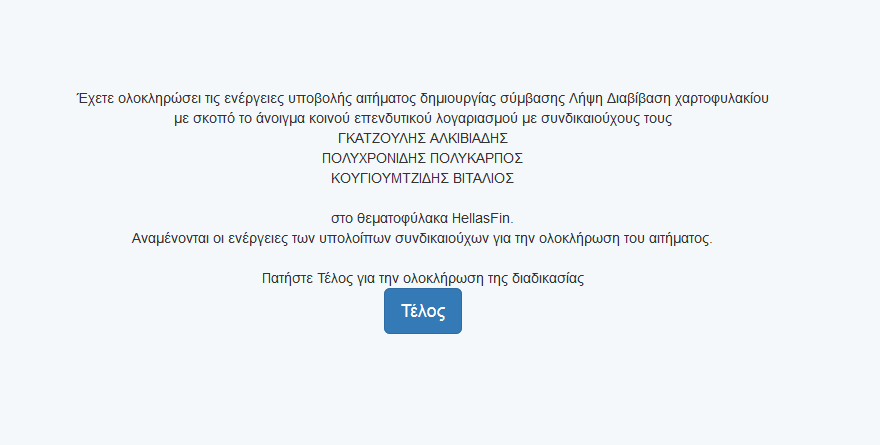 Έχετε ολοκληρώσει τις ενέργειες υποβολής αιτήματος δημιουργίας σύμβασης Λήψη Διαβίβαση χαρτοφυλακίου
με σκοπό το άνοιγμα κοινού επενδυτικού λογαριασμού με συνδικαιούχους τους
ΓΚΑΤΖΟΥΛΗΣ ΑΛΚΙΒΙΑΔΗΣ
ΠΟΛΥΧΡΟΝΙΔΗΣ ΠΟΛΥΚΑΡΠΟΣ
ΚΟΥΓΙΟΥΜΤΖΙΔΗΣ ΒΙΤΑΛΙΟΣ
στο θεματοφύλακα HellasFin.
Αναμένονται οι ενέργειες των υπολοίπων συνδικαιούχων για την ολοκλήρωση του αιτήματος.
Πατήστε Τέλος για την ολοκλήρωση της διαδικασίας
Τέλος